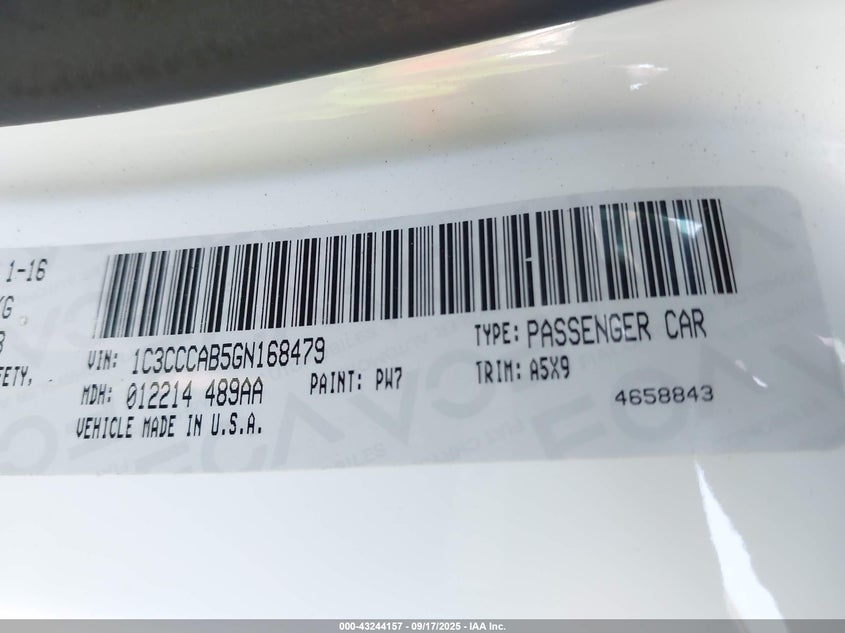 1-16
VIN: 1C3CCCAB5GN168479
TYPE: PASSENGER CAR
FETY,
MDH: 012214 489AA
PAINT: PW7
TRIM: A5X9
4658843
VEHICLE MADE IN U.S.A.
000-43244157 - 09/17/2025 - IAA Inc.